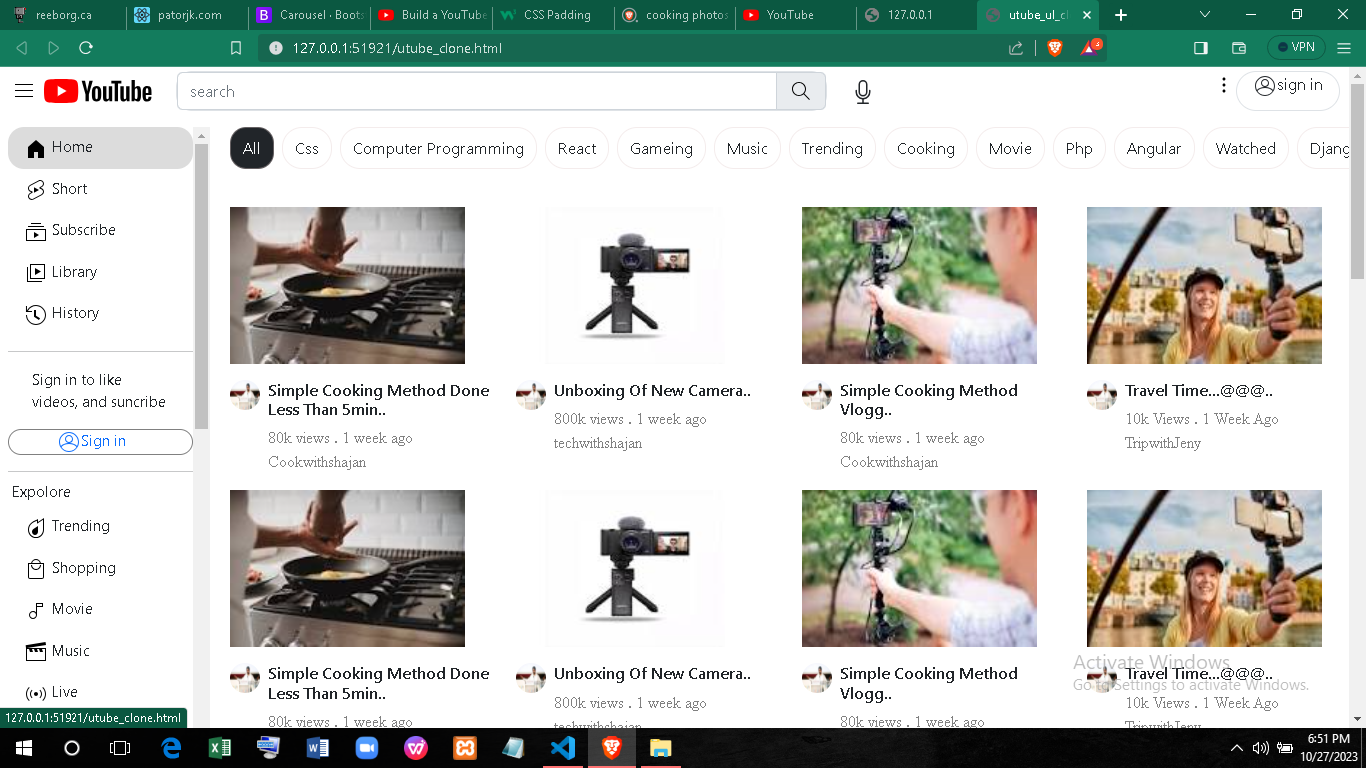 reeborg.ca
patorjk.com
Carousel · Boots
Build a YouTube
CSS Padding
cooking photos
YouTube
127.0.0.1
utube_ul_cl
127.0.0.1:51921/utube_clone.html
3
VPN
YouTube
search
sign in
Home
Short
Subscribe
Library
History
Sign in to like
videos, and suncribe
Sign in
Expolore
Trending
Shopping
Movie
Music
Live
All
Css
Computer Programming
React
Gameing
Music
Trending
Cooking
Movie
Php
Angular
Watched
Djang
Simple Cooking Method Done
Less Than 5min..
80k views . 1 week ago
Cookwithshajan
Unboxing Of New Camera..
800k views . 1 week ago
techwithshajan
Simple Cooking Method
Vlogg..
80k views . 1 week ago
Cookwithshajan
Travel Time...@@@..
10k Views . 1 Week Ago
TripwithJeny
Simple Cooking Method Done
Less Than 5min..
80k views . 1 week ago
Unboxing Of New Camera..
800k views . 1 week ago
techwithshajan
Simple Cooking Method
Vlogg..
80k views . 1 week ago
Travel Time...@@@..
10k Views . 1 Week Ago
TripwithJeny
Activate Windows
Go to Settings to activate Windows.
127.0.0.1:51921/utube_clone.html
6:51 PM
10/27/2023